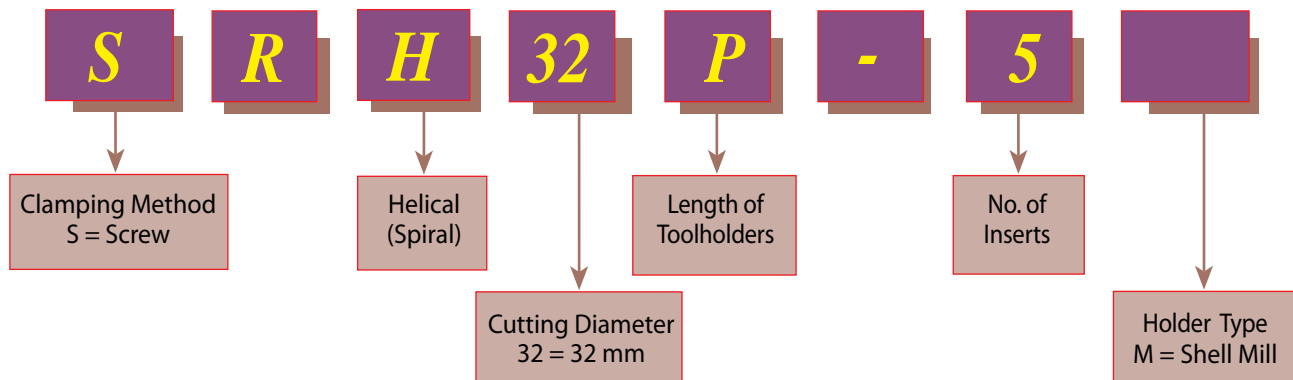 S R H 32 P - 5
Clamping Method
S = Screw
Helical
(Spiral)
Length of
Toolholders
No. of
Inserts
Cutting Diameter
32 = 32 mm
Holder Type
M = Shell Mill